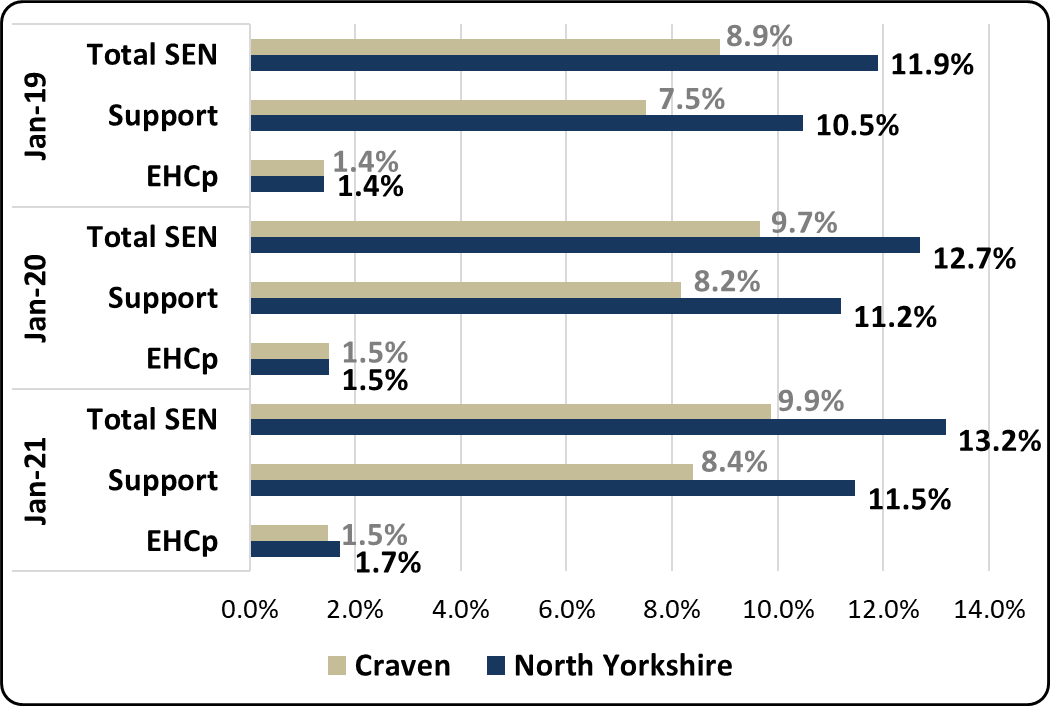 Jan-19
Total SEN
8.9%
11.9%
Support
7.5%
10.5%
EHCp
1.4%
1.4%
Jan-20
Total SEN
9.7%
12.7%
Support
8.2%
11.2%
EHCp
1.5%
1.5%
Jan-21
Total SEN
9.9%
13.2%
Support
8.4%
11.5%
EHCp
1.5%
1.7%
0.0% 2.0% 4.0% 6.0% 8.0% 10.0% 12.0% 14.0%
Craven North Yorkshire